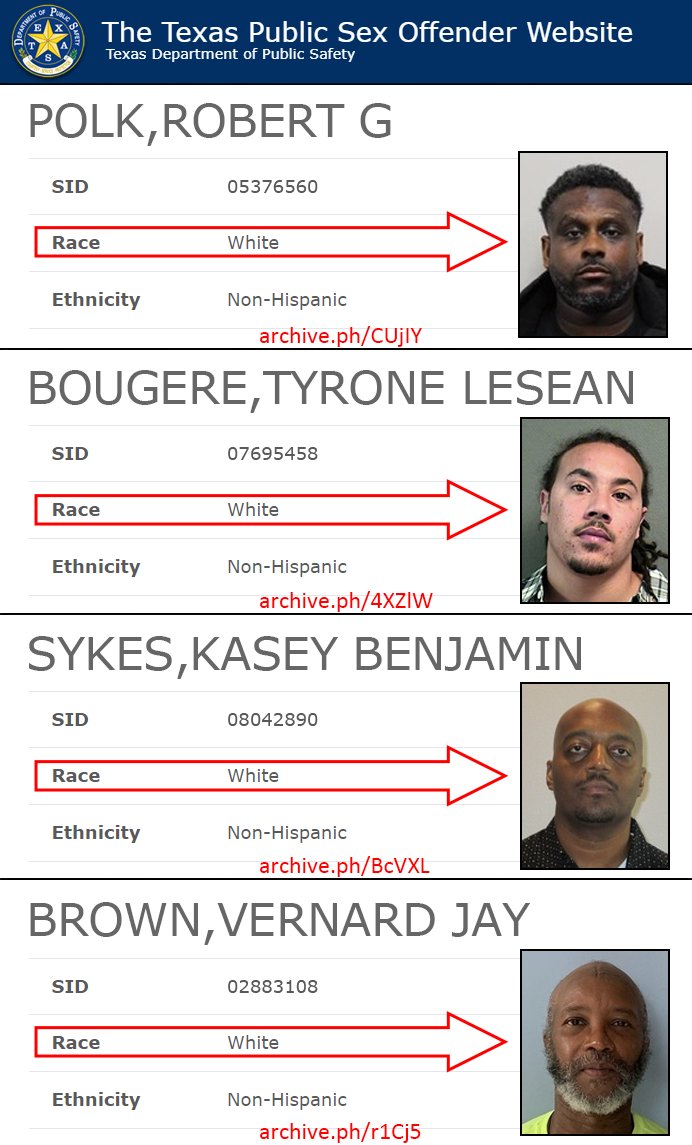 The Texas Public Sex Offender Website
Texas Department of Public Safety
DEPARTMENT OF PUBLIC SAFETY
TEXAS
POLK,ROBERT G
SID 05376560
Race White
Ethnicity Non-Hispanic
archive.ph/CUjIY
BOUGERE,TYRONE LESEAN
SID 07695458
Race White
Ethnicity Non-Hispanic
archive.ph/4XZlW
SYKES,KASEY BENJAMIN
SID 08042890
Race White
Ethnicity Non-Hispanic
archive.ph/BcVXL
BROWN,VERNARD JAY
SID 02883108
Race White
Ethnicity Non-Hispanic
archive.ph/r1Cj5